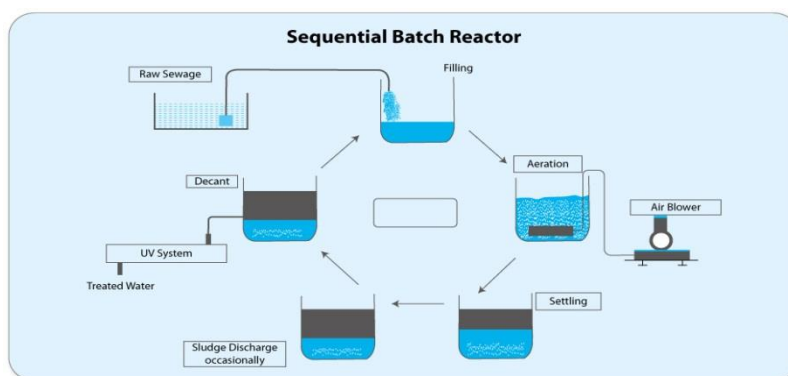 Sequential Batch Reactor
Raw Sewage
Filling
Aeration
Decant
Air Blower
UV System
Treated Water
Settling
Sludge Discharge
occasionally